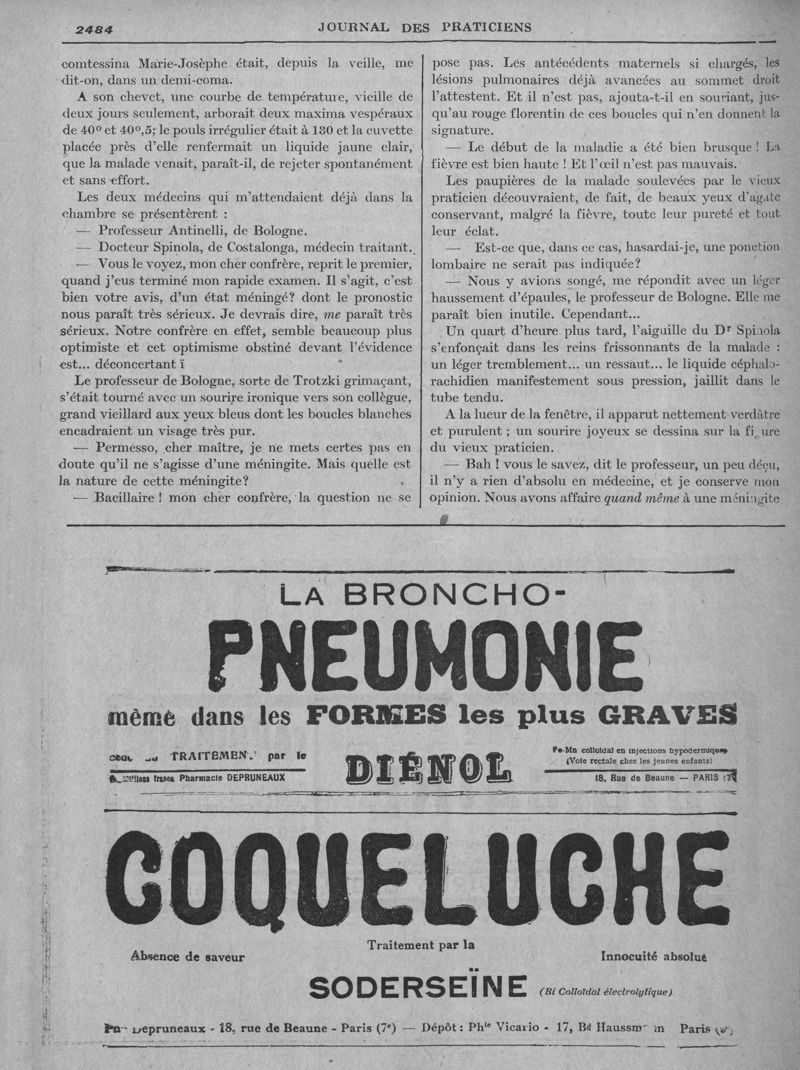 2484
JOURNAL DES PRATICIENS
comtessina Marie-Josèphe était, depuis la veille, me
dit-on, dans un demi-coma.
A son chevet, une courbe de température, vieille de
deux jours seulement, arborait deux maxima vespéraux
de 40° et 40°,5; le pouls irrégulier était à 130 et la cuvette
placée près d'elle renfermait un liquide jaune clair,
que la malade venait, paraît-il, de rejeter spontanément
et sans effort.
Les deux médecins qui m'attendaient déjà dans la
chambre se présentèrent :
— Professeur Antinelli, de Bologne.
— Docteur Spinola, de Costalonga, médecin traitant.
— Vous le voyez, mon cher confrère, reprit le premier,
quand j'eus terminé mon rapide examen. Il s'agit, c'est
bien votre avis, d'un état méningé? dont le pronostic
nous paraît très sérieux. Je devrais dire, me paraît très
sérieux. Notre confrère en effet, semble beaucoup plus
optimiste et cet optimisme obstiné devant l'évidence
est... déconcertant ï
Le professeur de Bologne, sorte de Trotzki grimaçant,
s'était tourné avec un sourire ironique vers son collègue,
grand vieillard aux yeux bleus dont les boucles blanches
encadraient un visage très pur.
— Permesso, cher maître, je ne mets certes pas en
doute qu'il ne s'agisse d'une méningite. Mais quelle est
la nature de cette méningite?
— Bacillaire ! mon cher confrère, la question ne se
pose pas. Les antécédents maternels si chargés, les
lésions pulmonaires déjà avancées au sommet droit
l'attestent. Et il n'est pas, ajouta-t-il en souriant, jus-
qu'au rouge florentin de ces boucles qui n'en donnent la
signature.
— Le début de la maladie a été bien brusque ! La
fièvre est bien haute ! Et l'œil n'est pas mauvais.
Les paupières de la malade soulevées par le vieux
praticien découvraient, de fait, de beaux yeux d'agate
conservant, malgré la fièvre, toute leur pureté et tout
leur éclat.
— Est-ce que, dans ce cas, hasardai-je, une ponction
lombaire ne serait pas indiquée?
— Nous y avions songé, me répondit avec un léger
haussement d'épaules, le professeur de Bologne. Elle me
paraît bien inutile. Cependant...
Un quart d'heure plus tard, l'aiguille du Dr Spinola
s'enfonçait dans les reins frissonnants de la malade :
un léger tremblement... un ressaut... le liquide céphalo-
rachidien manifestement sous pression, jaillit dans le
tube tendu.
A la lueur de la fenêtre, il apparut nettement verdâtre
et purulent ; un sourire joyeux se dessina sur la figure
du vieux praticien.
— Bah ! vous le savez, dit le professeur, un peu déçu,
il n'y a rien d'absolu en médecine, et je conserve mon
opinion. Nous avons affaire quand même à une méningite
LA BRONCHO-
PNEUMONIE
même dans les FORMES les plus GRAVES
TRAITEMENT par le
DIÉNOL
Fe-Mn colloïdal en injections hypodermiques
(Voie rectale chez les jeunes enfants)
Pharmacie DEPRUNEAUX
18, Rue de Beaune — PARIS
COQUELUCHE
Traitement par la
Absence de saveur
Innocuité absolue
SODERSEÏNE (Bi Colloïdal électrolytique)
Depruneaux - 18, rue de Beaune - Paris (7e) — Dépôt : Phie Vicario - 17, Bd Haussm n Paris